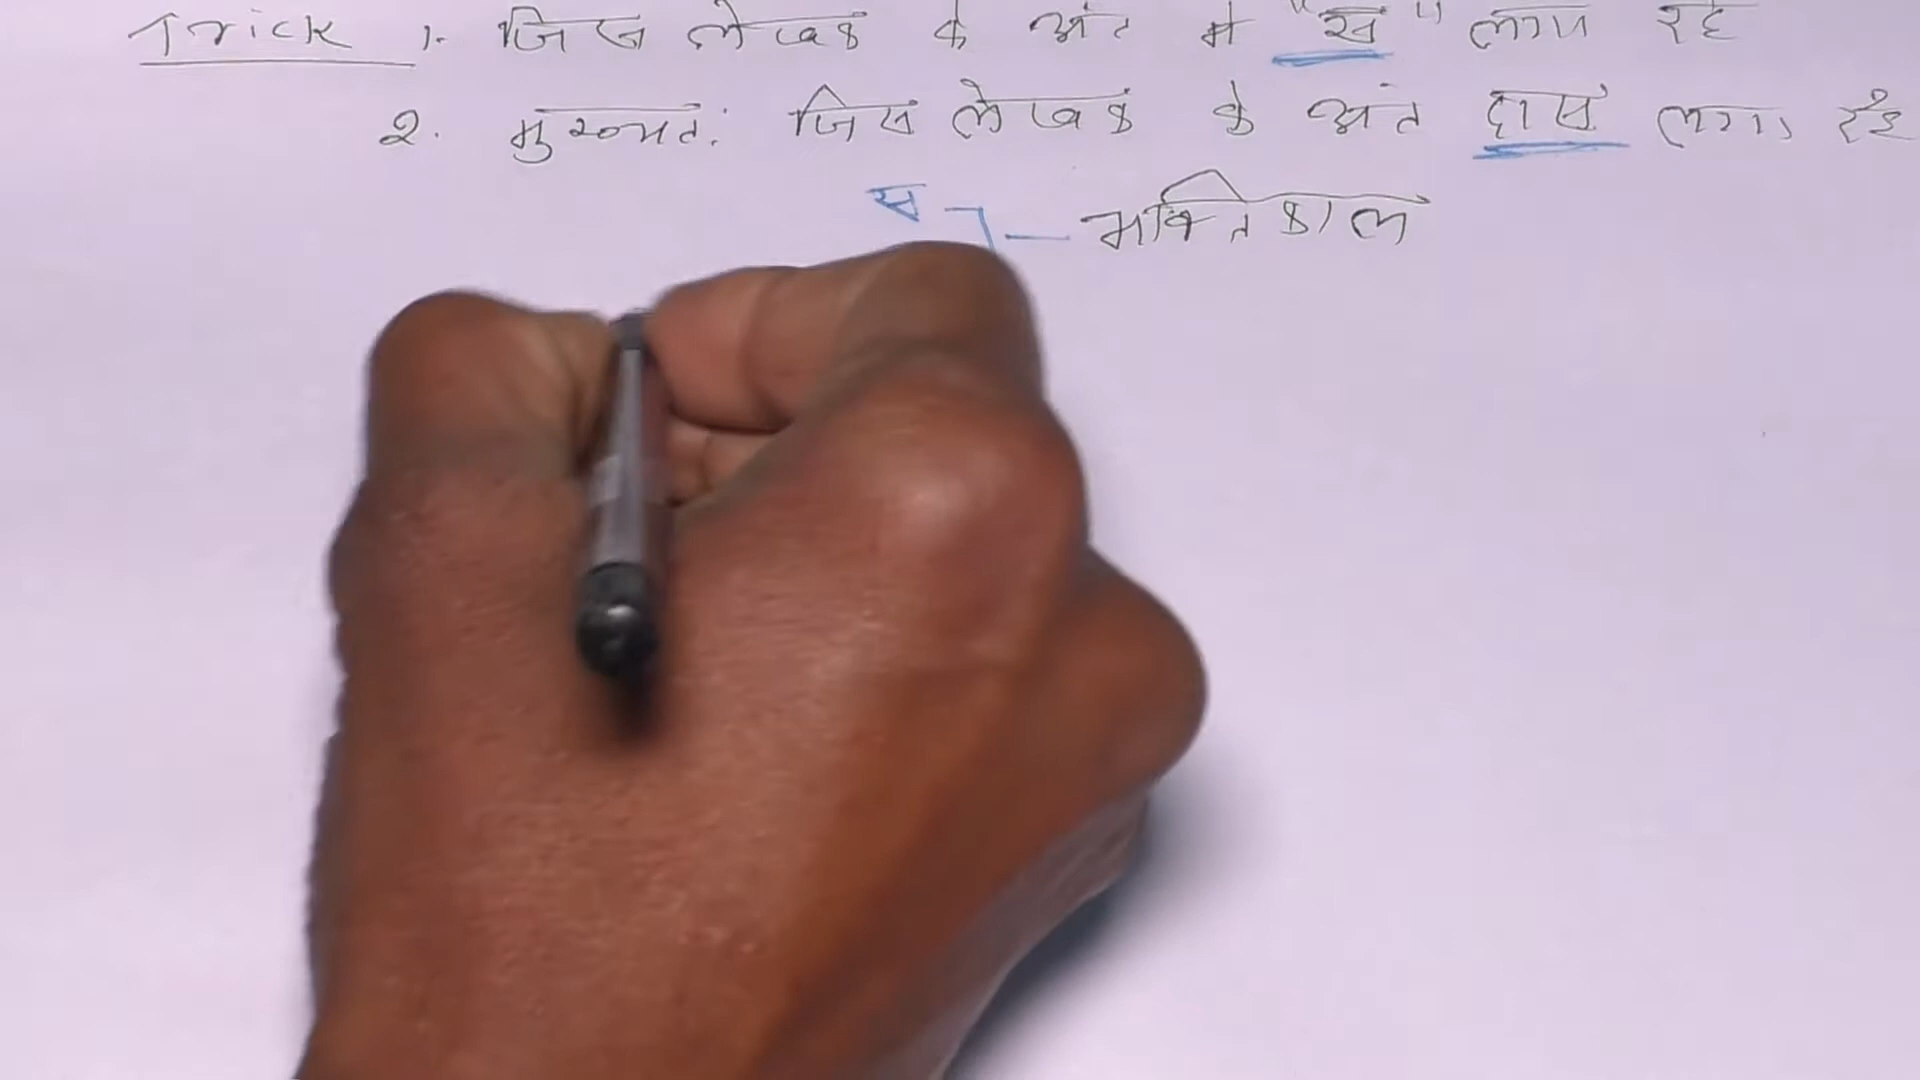 Trick 1. जिस लेखक के अंत में "स" लगा रहे
2. मुख्यतः जिस लेखक के अंत दास लगा रहे
स ㄱ— भक्तिकाल